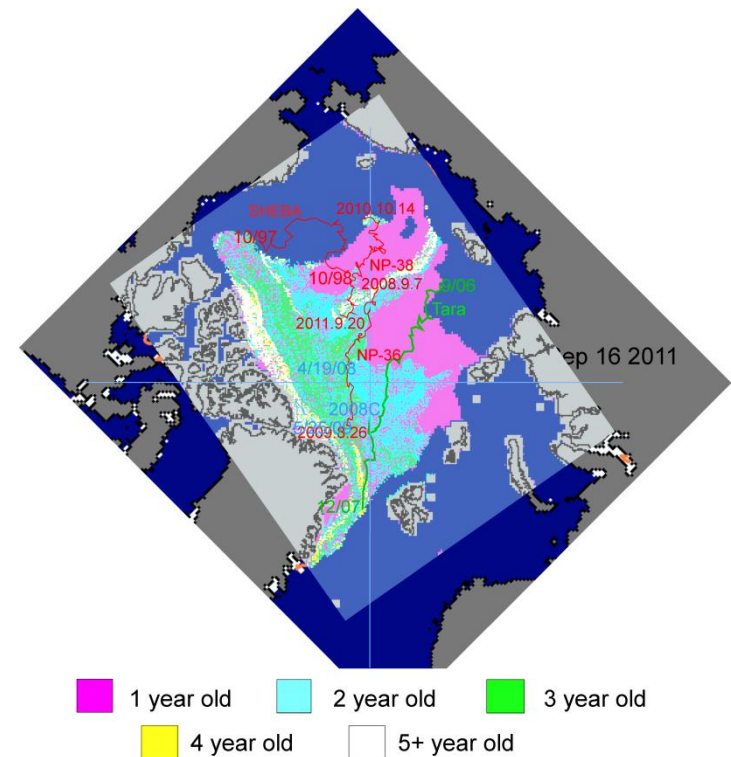 SHEBA
2010.10.14
10/97
NP-38
10/98
2008.9.7
9/06
Tara
2011.9.20
NP-36
ep 16 2011
4/19/08
2008C
2009.8.26
12/07
1 year old
2 year old
3 year old
4 year old
5+ year old